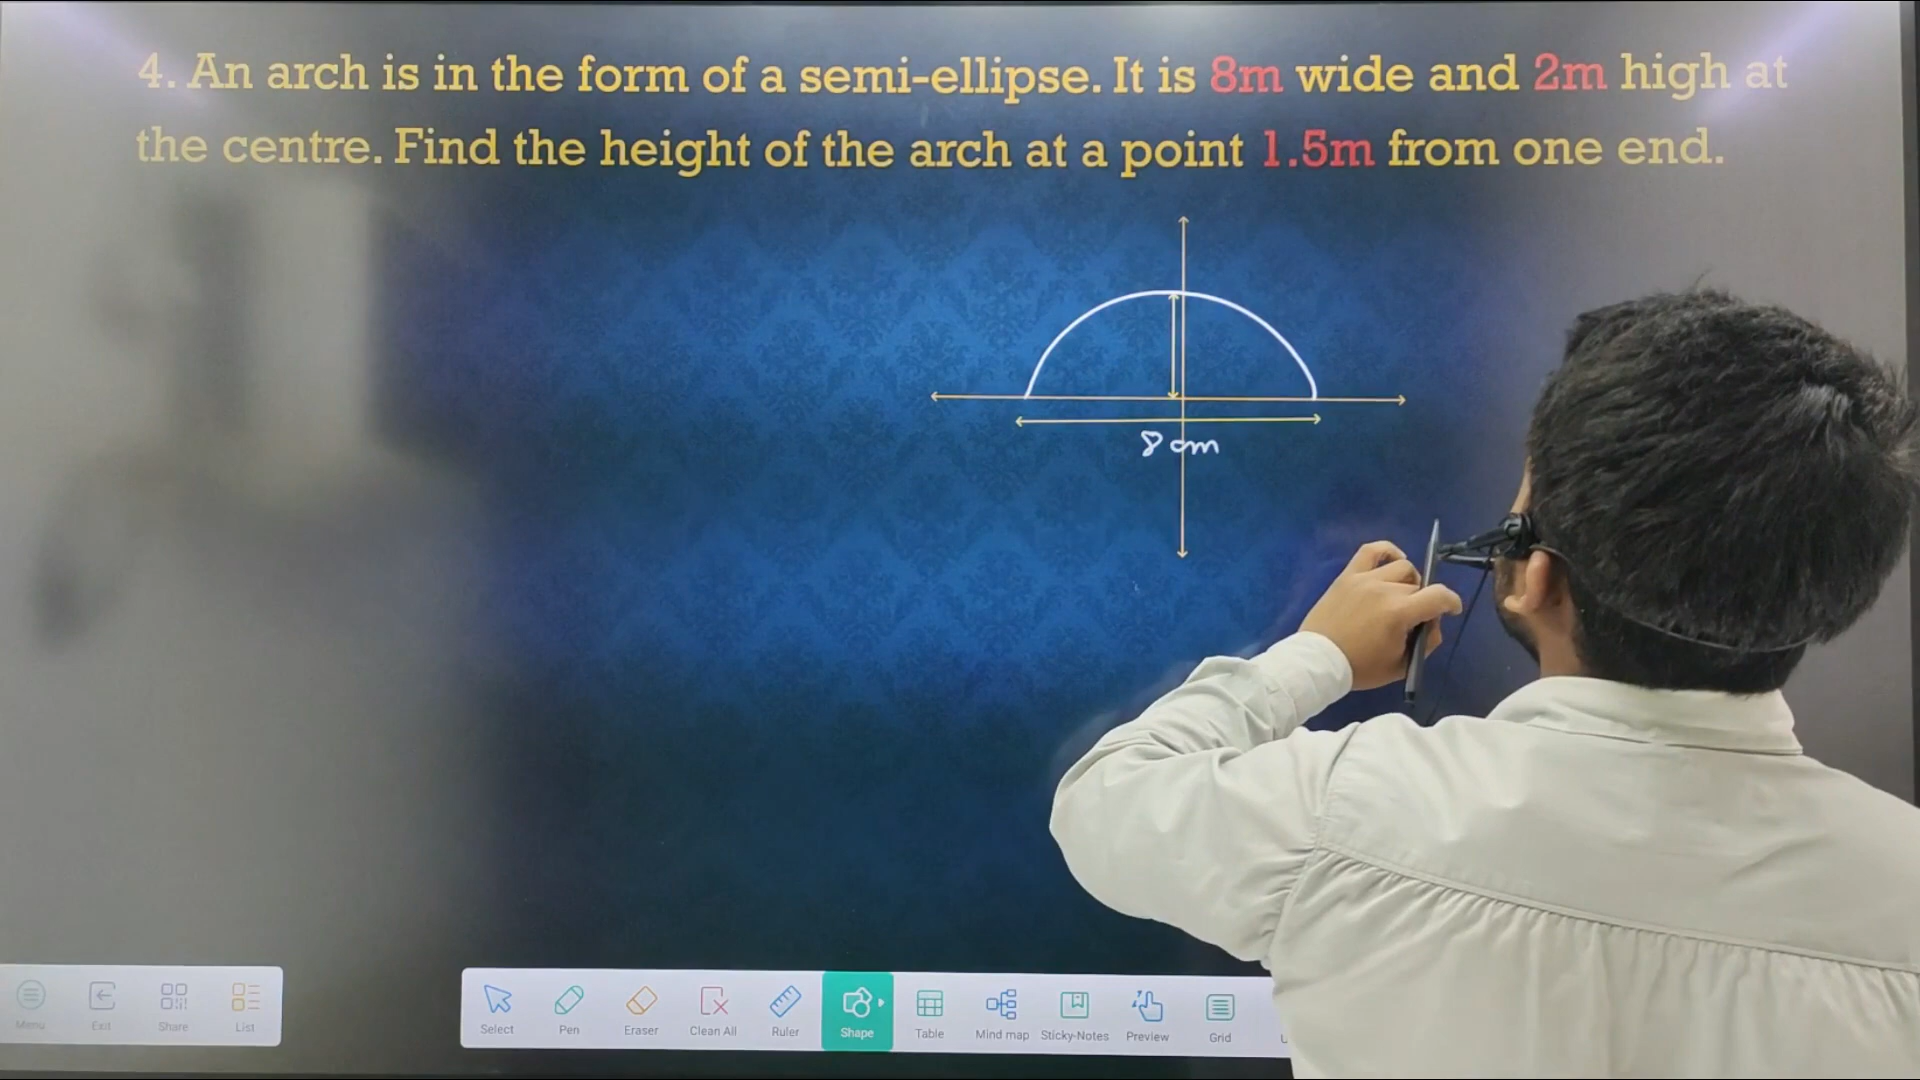 4. An arch is in the form of a semi-ellipse. It is 8m wide and 2m high at
the centre. Find the height of the arch at a point 1.5m from one end.
8 cm
Menu Exit Share List
Select Pen Eraser Clean All Ruler Shape Table Mind map Sticky-Notes Preview Grid